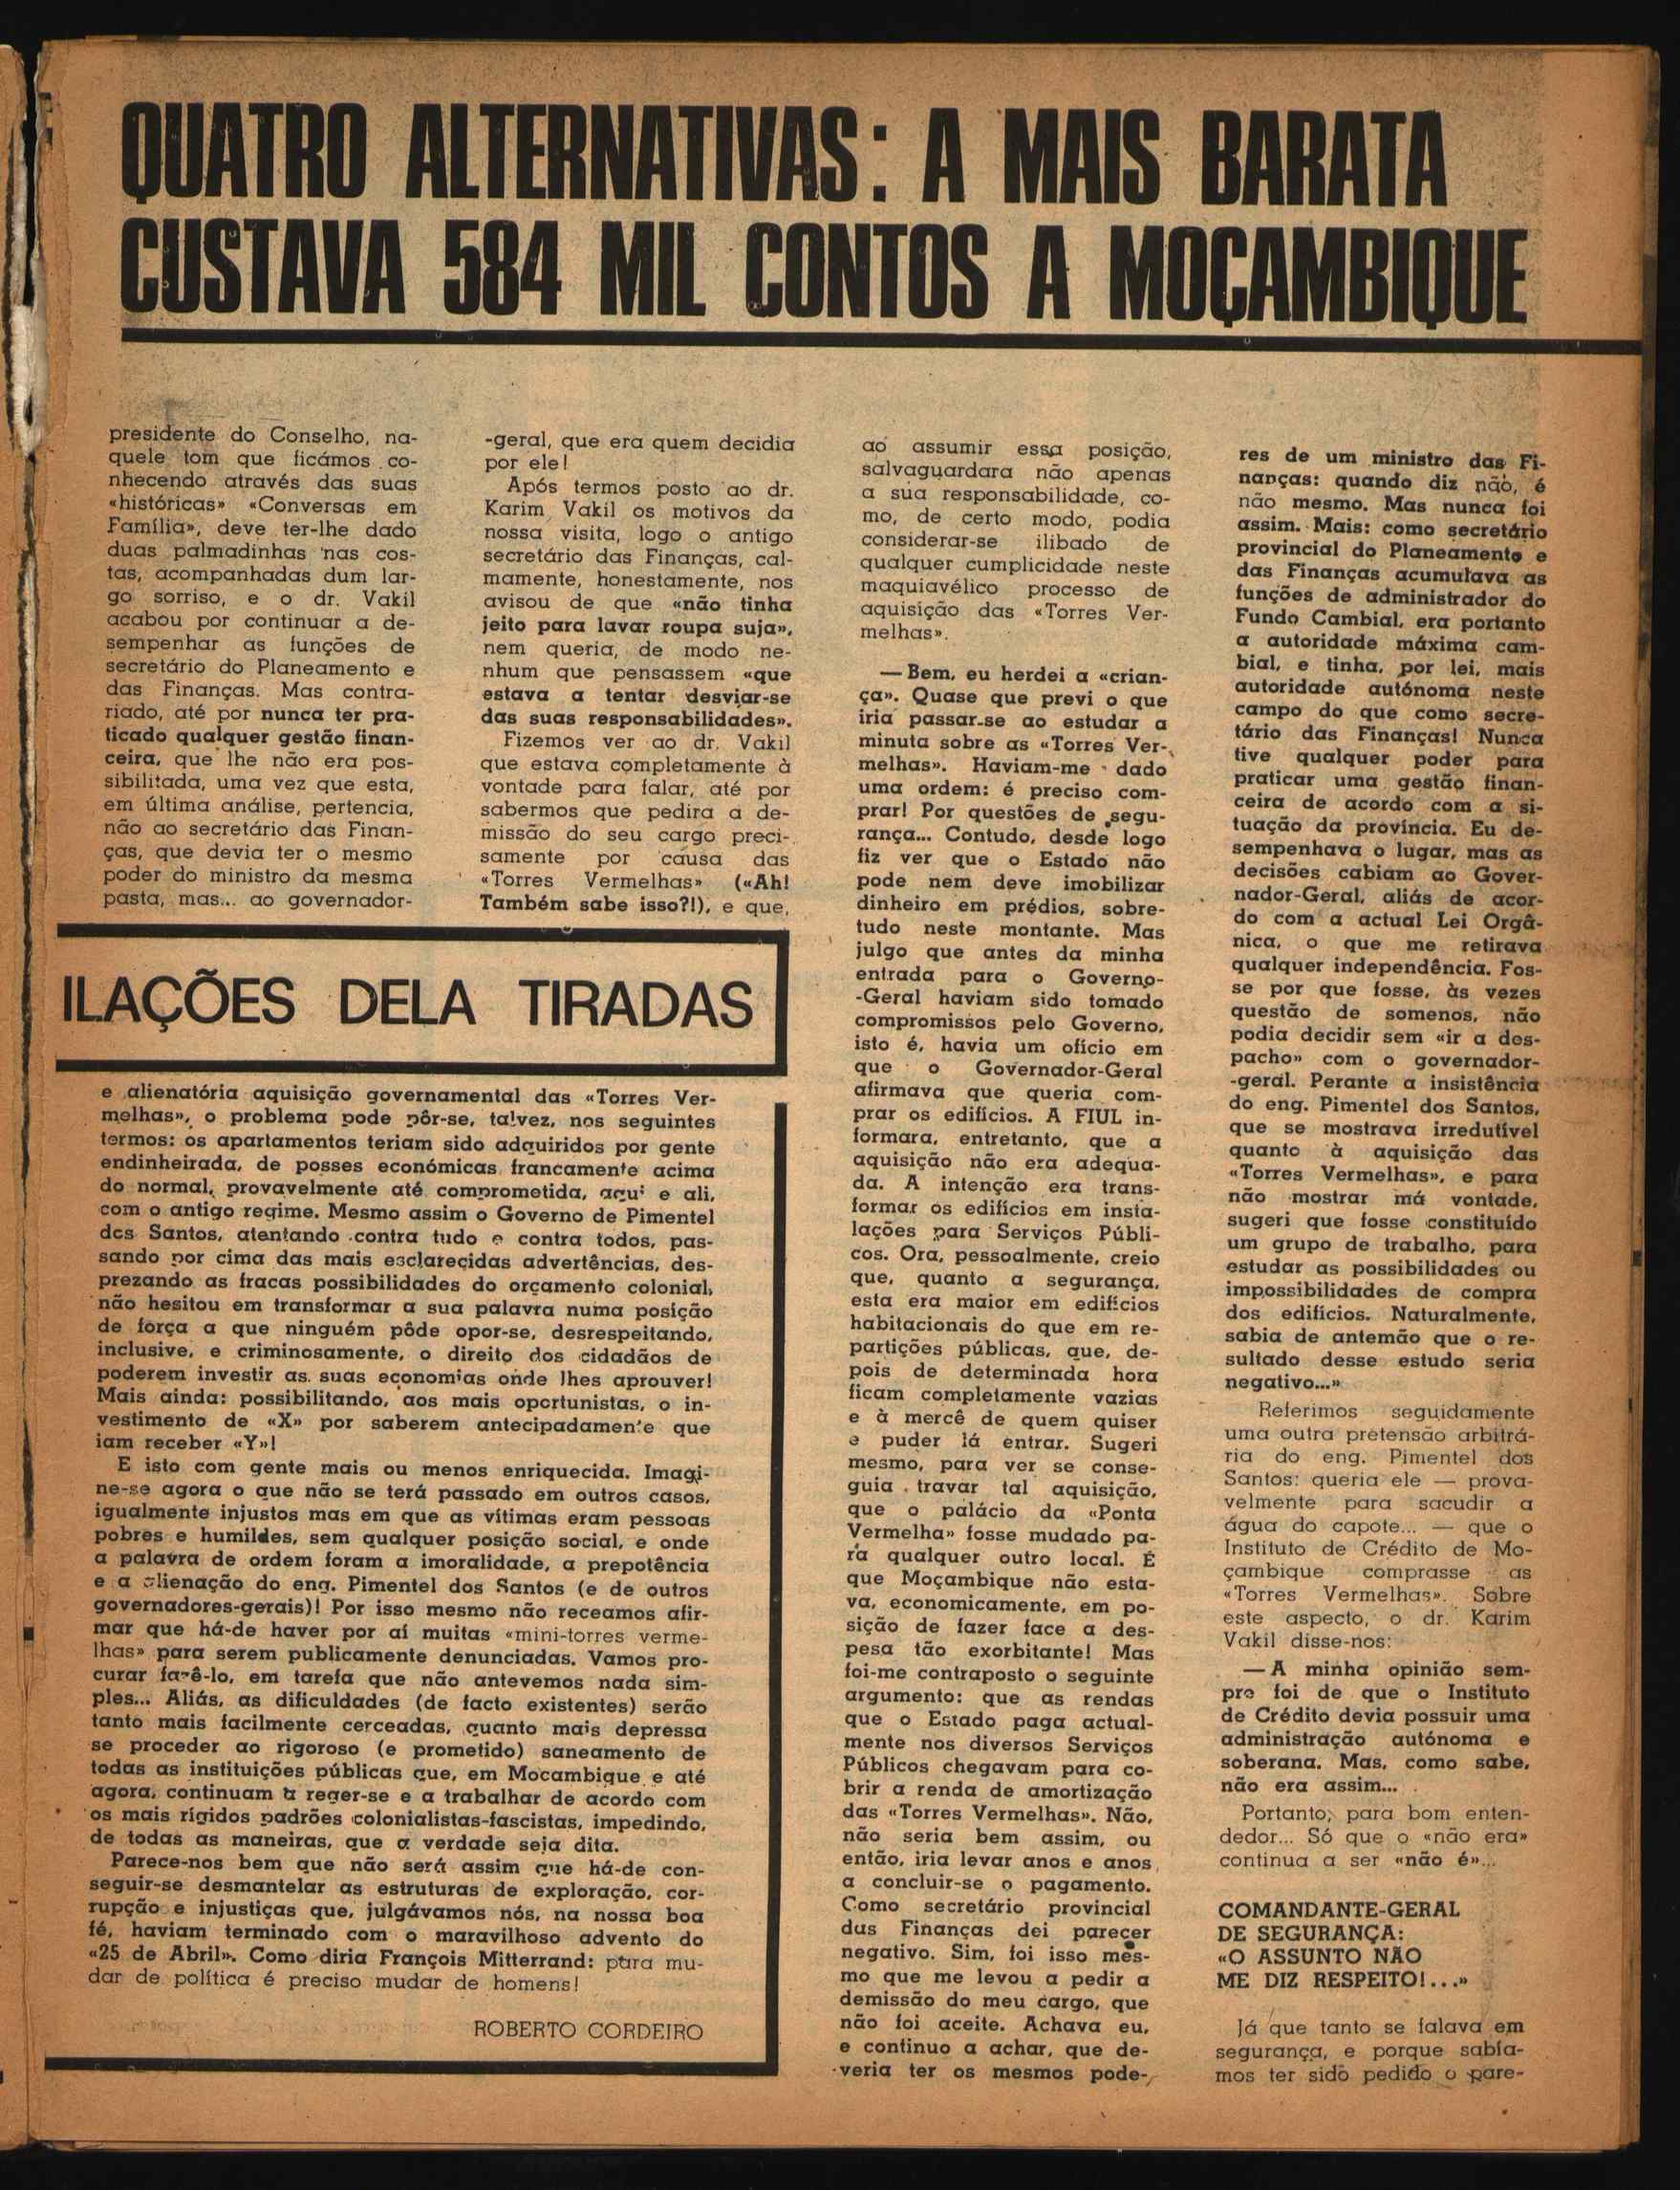 QUATRO ALTERNATIVAS: A MAIS BARATA
CUSTAVA 584 MIL CONTOS A MOÇAMBIQUE
presidente do Conselho, na-
quele tom que ficámos co-
nhecendo através das suas
«históricas» «Conversas em
Família», deve ter-lhe dado
duas palmadinhas nas cos-
tas, acompanhadas dum lar-
go sorriso, e o dr. Vakil
acabou por continuar a de-
sempenhar as funções de
secretário do Planeamento e
das Finanças. Mas contra-
riado, até por nunca ter pra-
ticado qualquer gestão finan-
ceira, que lhe não era pos-
sibilitada, uma vez que esta,
em última análise, pertencia,
não ao secretário das Finan-
ças, que devia ter o mesmo
poder do ministro da mesma
pasta, mas... ao governador-
-geral, que era quem decidia
por ele!
Após termos posto ao dr.
Karim Vakil os motivos da
nossa visita, logo o antigo
secretário das Finanças, cal-
mamente, honestamente, nos
avisou de que «não tinha
jeito para lavar roupa suja»,
nem queria, de modo ne-
nhum que pensassem «que
estava a tentar desviar-se
das suas responsabilidades».
Fizemos ver ao dr. Vakil
que estava completamente à
vontade para falar, até por
sabermos que pedira a de-
missão do seu cargo preci-
samente por causa das
«Torres Vermelhas» («Ah!
Também sabe isso?!), e que,
ao assumir essa posição,
salvaguardara não apenas
a sua responsabilidade, co-
mo, de certo modo, podia
considerar-se ilibado de
qualquer cumplicidade neste
maquiavélico processo de
aquisição das «Torres Ver-
melhas».
— Bem, eu herdei a «crian-
ça». Quase que previ o que
iria passar-se ao estudar a
minuta sobre as «Torres Ver-
melhas». Haviam-me dado
uma ordem: é preciso com-
prar! Por questões de segu-
rança... Contudo, desde logo
fiz ver que o Estado não
pode nem deve imobilizar
dinheiro em prédios, sobre-
tudo neste montante. Mas
julgo que antes da minha
entrada para o Governo-
-Geral haviam sido tomado
compromissos pelo Governo,
isto é, havia um ofício em
que o Governador-Geral
afirmava que queria com-
prar os edifícios. A FIUL in-
formara, entretanto, que a
aquisição não era adequa-
da. A intenção era trans-
formar os edifícios em insta-
lações para Serviços Públi-
cos. Ora, pessoalmente, creio
que, quanto a segurança,
esta era maior em edifícios
habitacionais do que em re-
partições públicas, que, de-
pois de determinada hora
ficam completamente vazias
e à mercê de quem quiser
e puder lá entrar. Sugeri
mesmo, para ver se conse-
guia travar tal aquisição,
que o palácio da «Ponta
Vermelha» fosse mudado pa-
ra qualquer outro local. É
que Moçambique não esta-
va, economicamente, em po-
sição de fazer face a des-
pesa tão exorbitante! Mas
foi-me contraposto o seguinte
argumento: que as rendas
que o Estado paga actual-
mente nos diversos Serviços
Públicos chegavam para co-
brir a renda de amortização
das «Torres Vermelhas». Não,
não seria bem assim, ou
então, iria levar anos e anos
a concluir-se o pagamento.
Como secretário provincial
das Finanças dei parecer
negativo. Sim, foi isso mes-
mo que me levou a pedir a
demissão do meu cargo, que
não foi aceite. Achava eu,
e continuo a achar, que de-
veria ter os mesmos pode-
res de um ministro das Fi-
nanças: quando diz não, é
não mesmo. Mas nunca foi
assim. Mais: como secretário
provincial do Planeamento e
das Finanças acumulava as
funções de administrador do
Fundo Cambial, era portanto
a autoridade máxima cam-
bial, e tinha, por lei, mais
autoridade autónoma neste
campo do que como secre-
tário das Finanças! Nunca
tive qualquer poder para
praticar uma gestão finan-
ceira de acordo com a si-
tuação da província. Eu de-
sempenhava o lugar, mas as
decisões cabiam ao Gover-
nador-Geral, aliás de acor-
do com a actual Lei Orgâ-
nica, o que me retirava
qualquer independência. Fos-
se por que fosse, às vezes
questão de somenos, não
podia decidir sem «ir a des-
pacho» com o governador-
-geral. Perante a insistência
do eng. Pimentel dos Santos,
que se mostrava irredutível
quanto à aquisição das
«Torres Vermelhas», e para
não mostrar má vontade,
sugeri que fosse constituído
um grupo de trabalho, para
estudar as possibilidades ou
impossibilidades de compra
dos edifícios. Naturalmente,
sabia de antemão que o re-
sultado desse estudo seria
negativo...»
Referimos seguidamente
uma outra pretensão arbitrá-
ria do eng. Pimentel dos
Santos: queria ele — prova-
velmente para sacudir a
água do capote... — que o
Instituto de Crédito de Mo-
çambique comprasse as
«Torres Vermelhas». Sobre
este aspecto, o dr. Karim
Vakil disse-nos:
— A minha opinião sem-
pre foi de que o Instituto
de Crédito devia possuir uma
administração autónoma e
soberana. Mas, como sabe,
não era assim...
Portanto, para bom enten-
dedor... Só que o «não era»
continua a ser «não é»...
COMANDANTE-GERAL
DE SEGURANÇA:
«O ASSUNTO NÃO
ME DIZ RESPEITO!...»
Já que tanto se falava em
segurança, e porque sabía-
mos ter sido pedido o pare-
ILAÇÕES DELA TIRADAS
e alienatória aquisição governamental das «Torres Ver-
melhas», o problema pode pôr-se, talvez, nos seguintes
termos: os apartamentos teriam sido adquiridos por gente
endinheirada, de posses económicas francamente acima
do normal, provavelmente até comprometida, aqui e ali,
com o antigo regime. Mesmo assim o Governo de Pimentel
dos Santos, atentando contra tudo e contra todos, pas-
sando por cima das mais esclarecidas advertências, des-
prezando as fracas possibilidades do orçamento colonial,
não hesitou em transformar a sua palavra numa posição
de força a que ninguém pôde opor-se, desrespeitando,
inclusive, e criminosamente, o direito dos cidadãos de
poderem investir as suas economias onde lhes aprouver!
Mais ainda: possibilitando, aos mais oportunistas, o in-
vestimento de «X» por saberem antecipadamente que
iam receber «Y»!
E isto com gente mais ou menos enriquecida. Imagi-
ne-se agora o que não se terá passado em outros casos,
igualmente injustos mas em que as vítimas eram pessoas
pobres e humildes, sem qualquer posição social, e onde
a palavra de ordem foram a imoralidade, a prepotência
e a alienação do eng. Pimentel dos Santos (e de outros
governadores-gerais)! Por isso mesmo não receamos afir-
mar que há-de haver por aí muitas «mini-torres verme-
lhas» para serem publicamente denunciadas. Vamos pro-
curar fazê-lo, em tarefa que não antevemos nada sim-
ples... Aliás, as dificuldades (de facto existentes) serão
tanto mais facilmente cerceadas, quanto mais depressa
se proceder ao rigoroso (e prometido) saneamento de
todas as instituições públicas que, em Mocambique e até
agora, continuam a reger-se e a trabalhar de acordo com
os mais rígidos padrões colonialistas-fascistas, impedindo,
de todas as maneiras, que a verdade seja dita.
Parece-nos bem que não será assim que há-de con-
seguir-se desmantelar as estruturas de exploração, cor-
rupção e injustiças que, julgávamos nós, na nossa boa
fé, haviam terminado com o maravilhoso advento do
«25 de Abril». Como diria François Mitterrand: para mu-
dar de política é preciso mudar de homens!
ROBERTO CORDEIRO